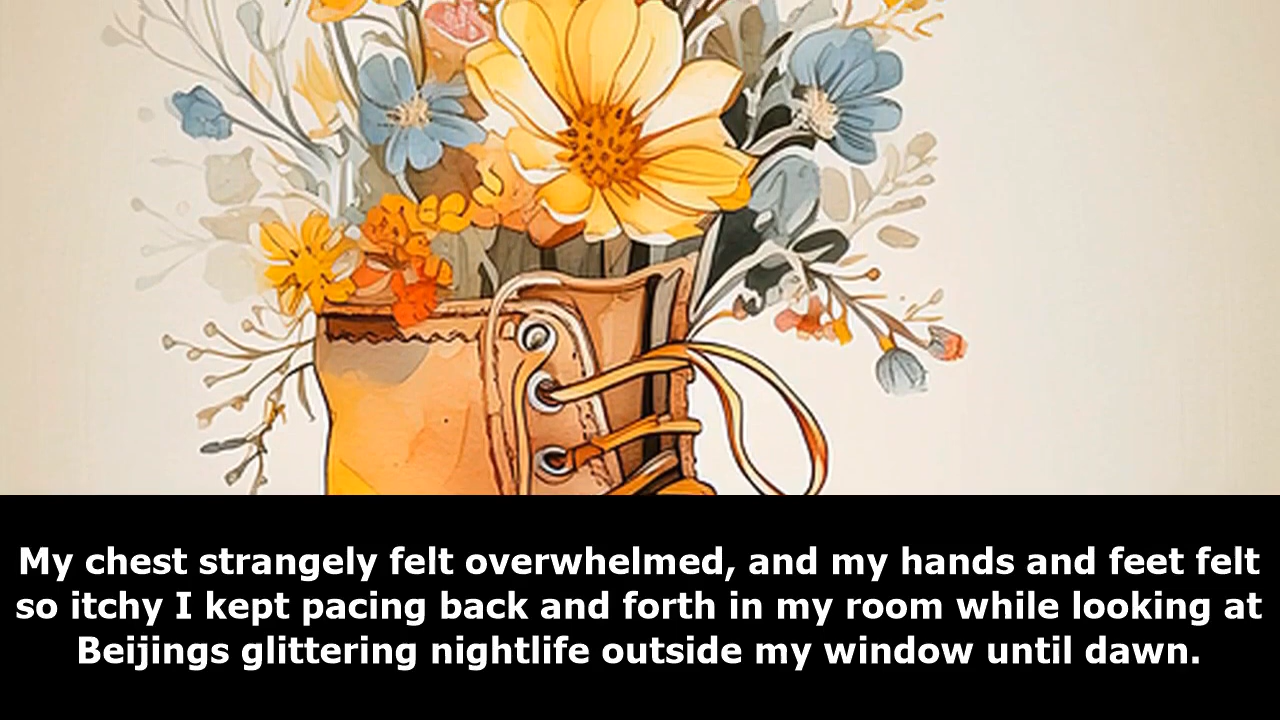 My chest strangely felt overwhelmed, and my hands and feet felt
so itchy I kept pacing back and forth in my room while looking at
Beijings glittering nightlife outside my window until dawn.